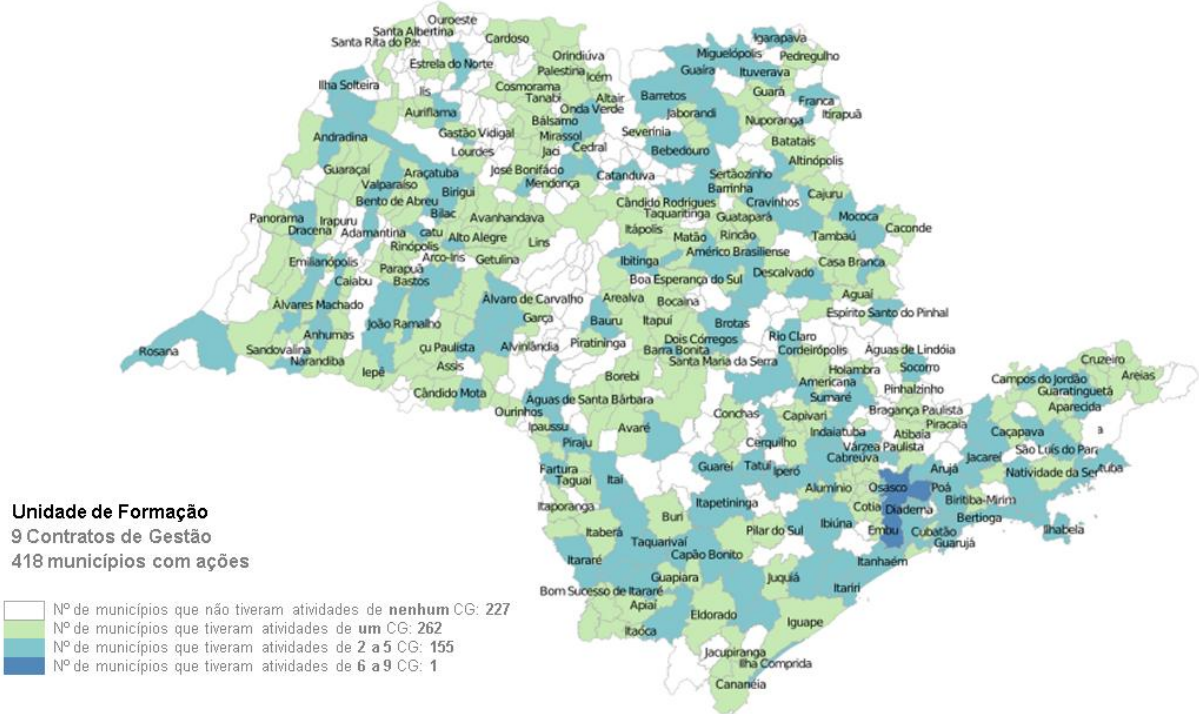 Ouroeste
Santa Albertina
Santa Rita do Pa
Cardoso
Igarapava
Miguelópolis
Pedregulho
Orindiúva
Estrela do Norte
Palestina
Icém
Guaíra
Ituverava
Ilha Solteira
lis
Cosmorama
Tanabi
Altair
Barretos
Guará
Franca
Auriflama
Onda Verde
Jaborandi
Itirapuã
Bálsamo
Nuporanga
Andradina
Gastão Vidigal
Mirassol
Severínia
Batatais
Lourdes
Jaci
Cedral
Bebedouro
Altinópolis
Guaraçaí
Araçatuba
José Bonifácio
Catanduva
Sertãozinho
Valparaíso
Birigui
Mendonça
Barrinha
Bento de Abreu
Cândido Rodrigues
Cravinhos
Cajuru
Panorama
Irapuru
Bilac
Avanhandava
Taquaritinga
Guatapará
Mococa
Dracena
Adamantina
catu
Alto Alegre
Itápolis
Matão
Rincão
Tambaú
Caconde
Rinópolis
Lins
Américo Brasiliense
Emilianópolis
Arco-Íris
Getulina
Ibitinga
Casa Branca
Parapuã
Descalvado
Caiabu
Bastos
Boa Esperança do Sul
Álvares Machado
Álvaro de Carvalho
Arealva
Bocaina
Aguaí
João Ramalho
Garça
Bauru
Itapuí
Brotas
Espírito Santo do Pinhal
Anhumas
Rosana
Sandovalina
çu Paulista
Alvinlândia
Piratininga
Dois Córregos
Rio Claro
Narandiba
Barra Bonita
Cordeirópolis
Águas de Lindóia
Iepê
Assis
Santa Maria da Serra
Cruzeiro
Borebi
Holambra
Socorro
Campos do Jordão
Areias
Cândido Mota
Águas de Santa Bárbara
Americana
Pinhalzinho
Guaratinguetá
Sumaré
Ourinhos
Conchas
Capivari
Bragança Paulista
Aparecida
Ipaussu
Avaré
Piracaia
Indaiatuba
Atibaia
Caçapava
a
Piraju
Cerquilho
Várzea Paulista
São Luís do Par
Cabreúva
Jacareí
Fartura
Guareí
Tatuí
Iperó
Arujá
Natividade da Ser
tuba
Taguaí
Itaí
Alumínio
Osasco
Poá
Itaporanga
Itapetininga
Cotia
Diadema
Biritiba-Mirim
Buri
Bertioga
Itaberá
Pilar do Sul
Ibiúna
Embu
Cubatão
Ilhabela
Taquarivaí
Guarujá
Itararé
Capão Bonito
Itanhaém
Guapiara
Juquiá
Bom Sucesso de Itararé
Itariri
Apiaí
Eldorado
Iguape
Itaóca
Jacupiranga
Ilha Comprida
Cananéia
Unidade de Formação
9 Contratos de Gestão
418 municípios com ações
Nº de municípios que não tiveram atividades de nenhum CG: 227
Nº de municípios que tiveram atividades de um CG: 262
Nº de municípios que tiveram atividades de 2 a 5 CG: 155
Nº de municípios que tiveram atividades de 6 a 9 CG: 1